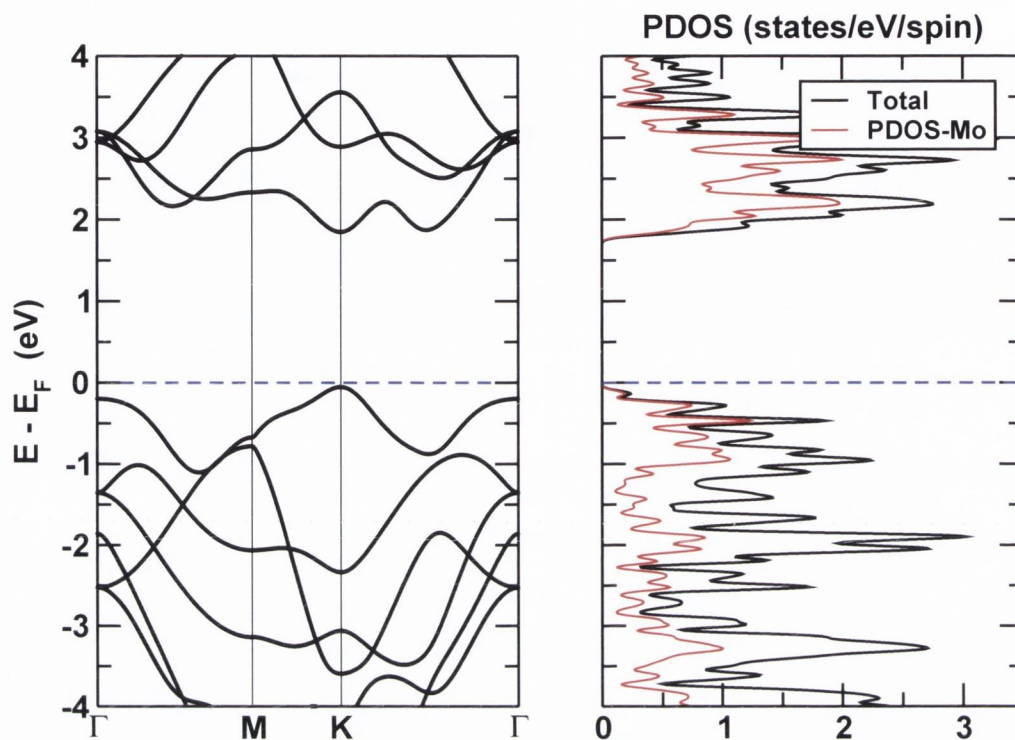 PDOS (states/eV/spin)
E - E_F (eV)
4
3
2
1
0
-1
-2
-3
-4
Γ M K Γ
Total
PDOS-Mo
0 1 2 3